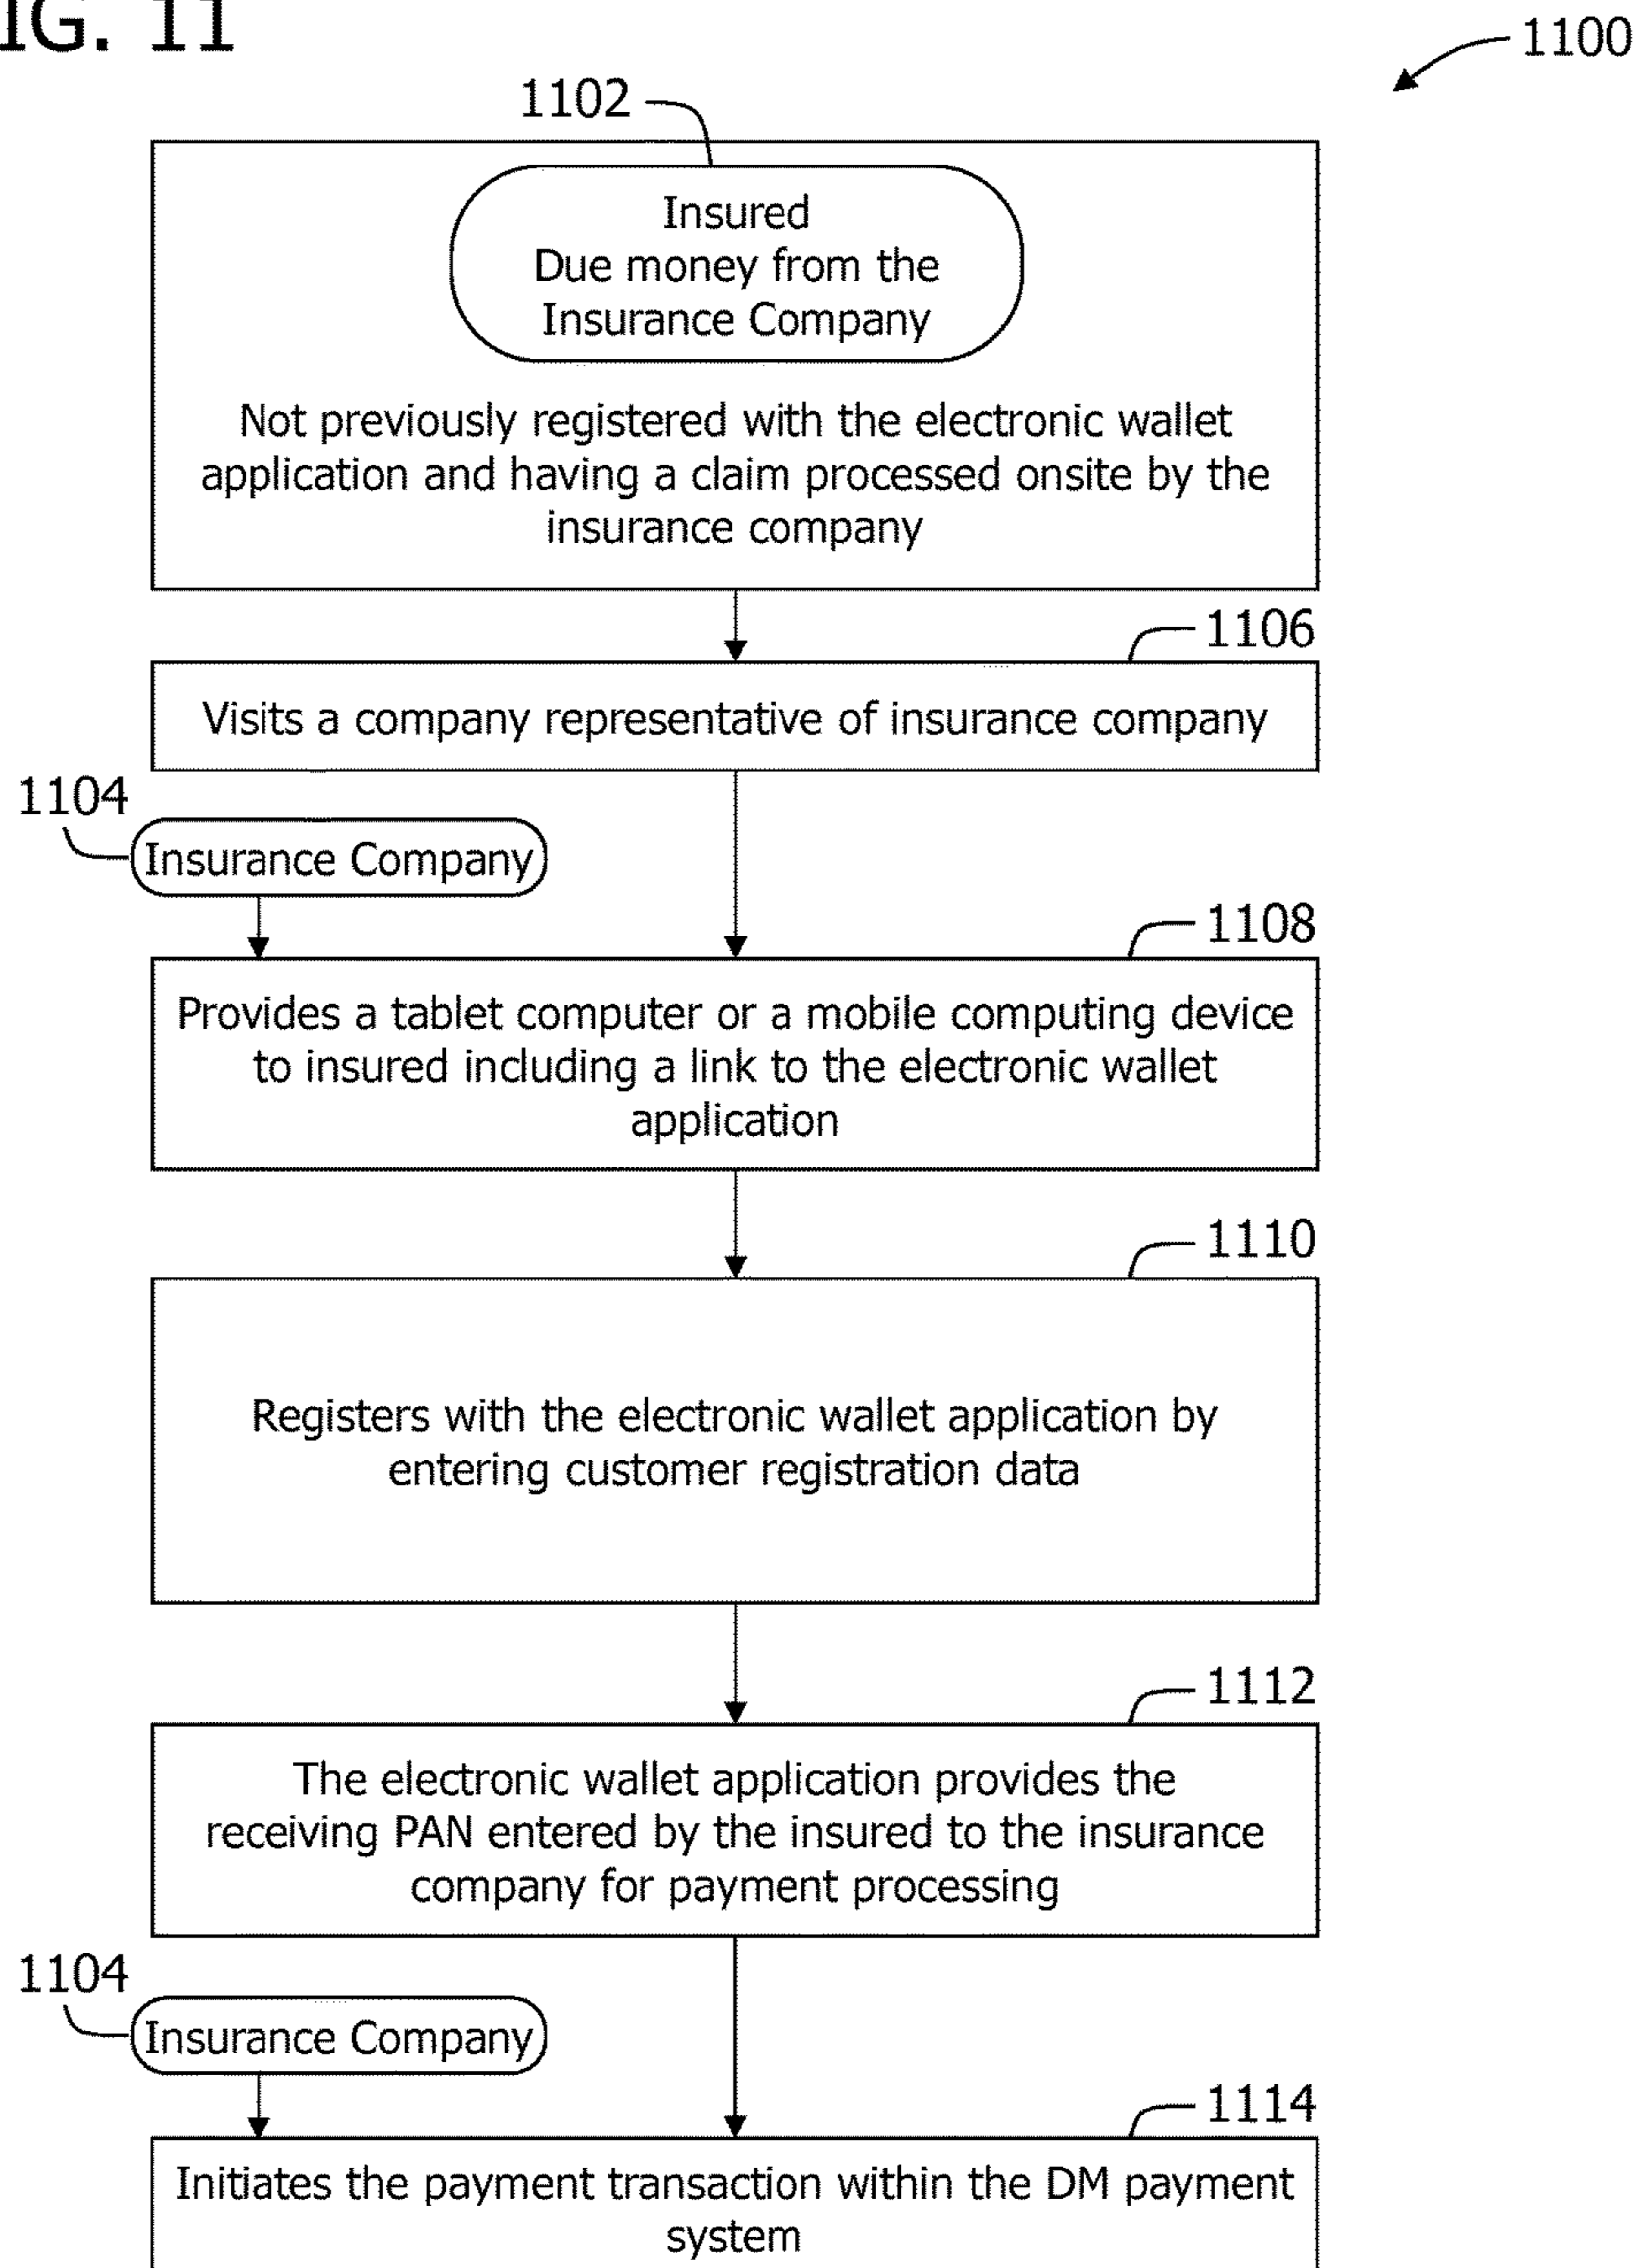 IG. 11
1100
1102
Insured
Due money from the
Insurance Company
Not previously registered with the electronic wallet
application and having a claim processed onsite by the
insurance company
1106
Visits a company representative of insurance company
1104
Insurance Company
1108
Provides a tablet computer or a mobile computing device
to insured including a link to the electronic wallet
application
1110
Registers with the electronic wallet application by
entering customer registration data
1112
The electronic wallet application provides the
receiving PAN entered by the insured to the insurance
company for payment processing
1104
Insurance Company
1114
Initiates the payment transaction within the DM payment
system